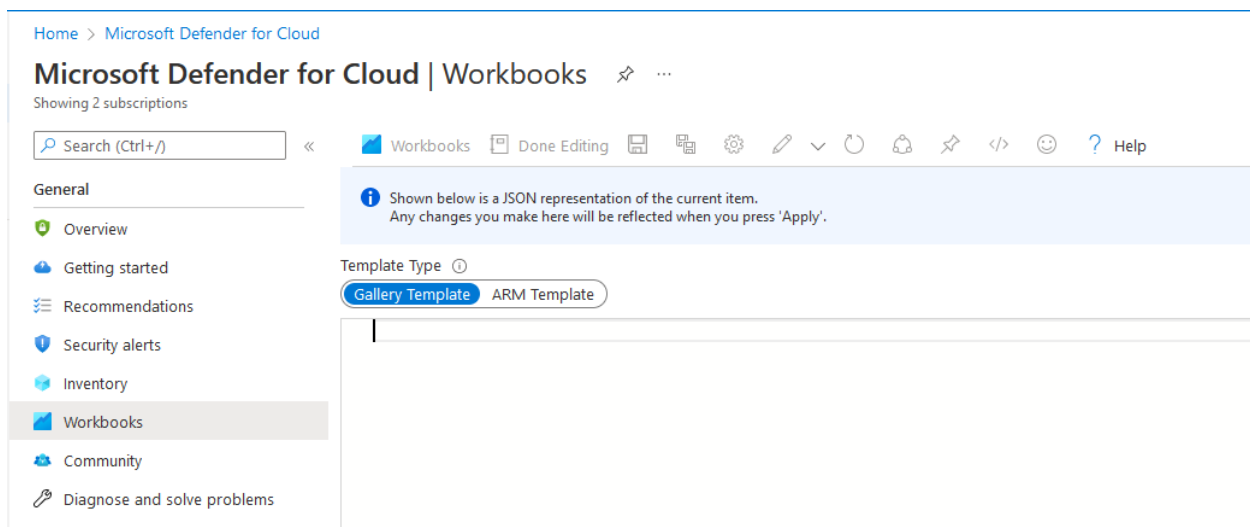 Home > Microsoft Defender for Cloud
Microsoft Defender for Cloud | Workbooks
Showing 2 subscriptions
Search (Ctrl+/)
Workbooks Done Editing Help
General
Shown below is a JSON representation of the current item.
Any changes you make here will be reflected when you press 'Apply'.
Overview
Getting started
Recommendations
Security alerts
Inventory
Workbooks
Community
Diagnose and solve problems
Template Type
Gallery Template ARM Template